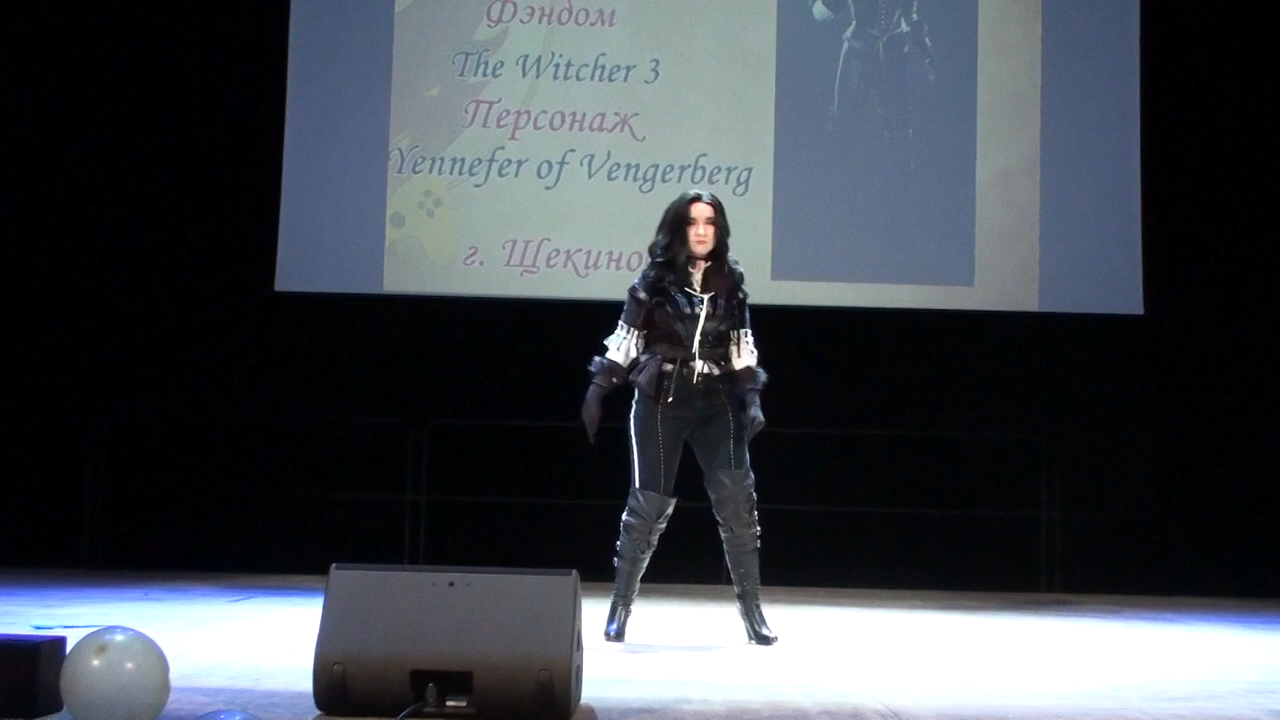 Фэндом
The Witcher 3
Персонаж
Yennefer of Vengerberg
г. Щекино